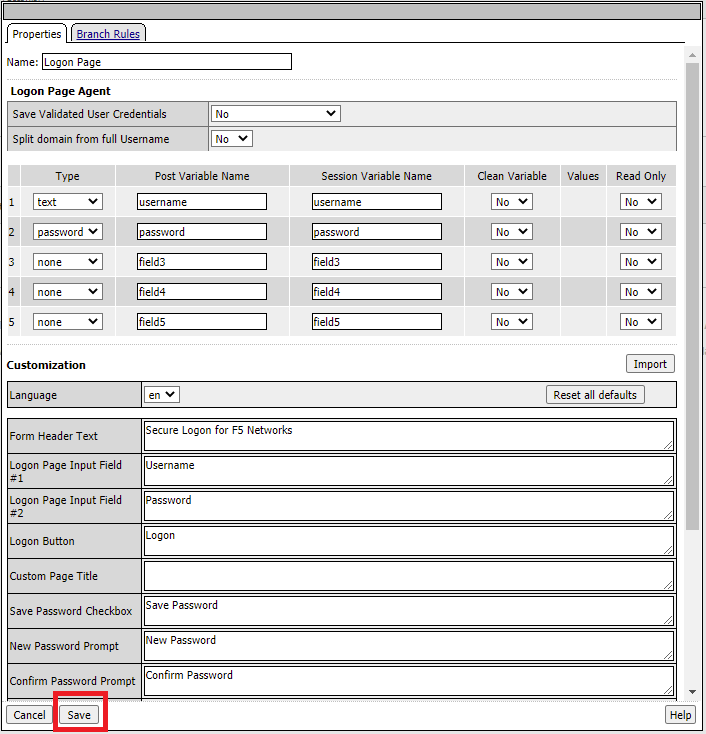 Properties Branch Rules
Name: Logon Page
Logon Page Agent
Save Validated User Credentials No
Split domain from full Username No
Type Post Variable Name Session Variable Name Clean Variable Values Read Only
1 text username username No No
2 password password password No No
3 none field3 field3 No No
4 none field4 field4 No No
5 none field5 field5 No No
Customization Import
Language en Reset all defaults
Form Header Text Secure Logon for F5 Networks
Logon Page Input Field #1 Username
Logon Page Input Field #2 Password
Logon Button Logon
Custom Page Title
Save Password Checkbox Save Password
New Password Prompt New Password
Confirm Password Prompt Confirm Password
Cancel Save Help